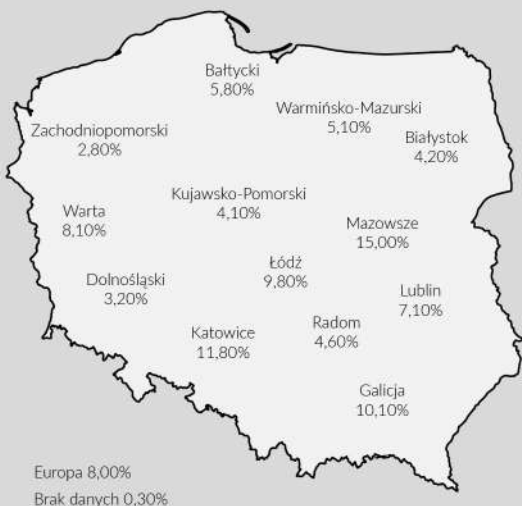 Bałtycki
5,80%
Warmińsko-Mazurski
5,10%
Zachodniopomorski
2,80%
Białystok
4,20%
Kujawsko-Pomorski
4,10%
Warta
8,10%
Mazowsze
15,00%
Łódź
9,80%
Dolnośląski
3,20%
Lublin
7,10%
Radom
4,60%
Katowice
11,80%
Galicja
10,10%
Europa 8,00%
Brak danych 0,30%